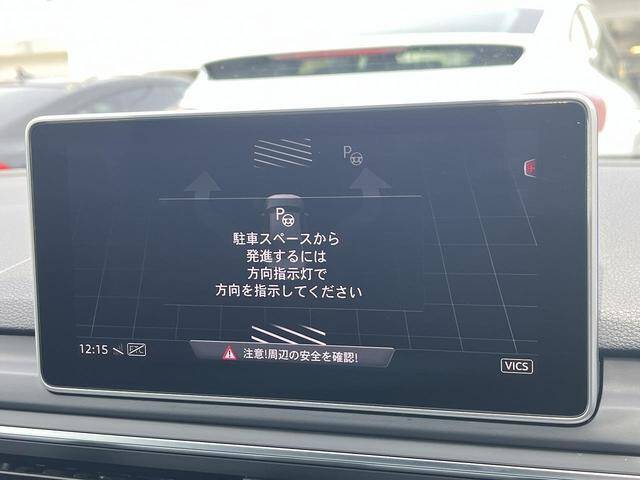 P
P
駐車スペースから
発進するには
方向指示灯で
方向を指示してください
12:15
注意!周辺の安全を確認!
VICS